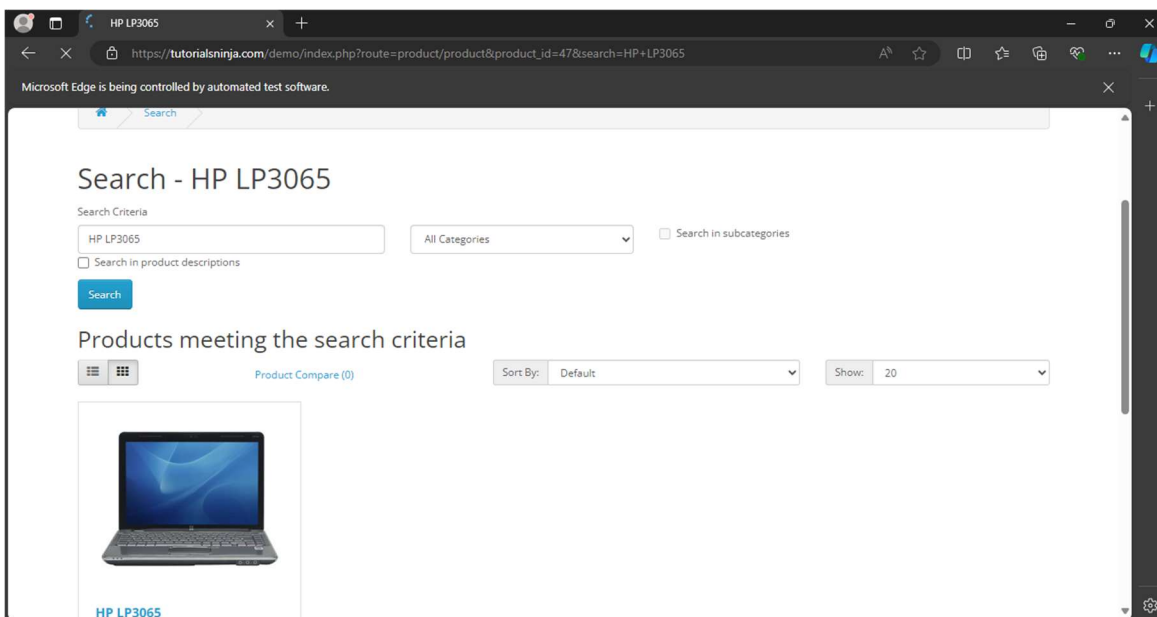 HP LP3065
https://tutorialsninja.com/demo/index.php?route=product/product&product_id=47&search=HP+LP3065
Microsoft Edge is being controlled by automated test software.
Search
Search - HP LP3065
Search Criteria
HP LP3065
All Categories
Search in subcategories
Search in product descriptions
Search
Products meeting the search criteria
Product Compare (0)
Sort By: Default
Show: 20
HP LP3065